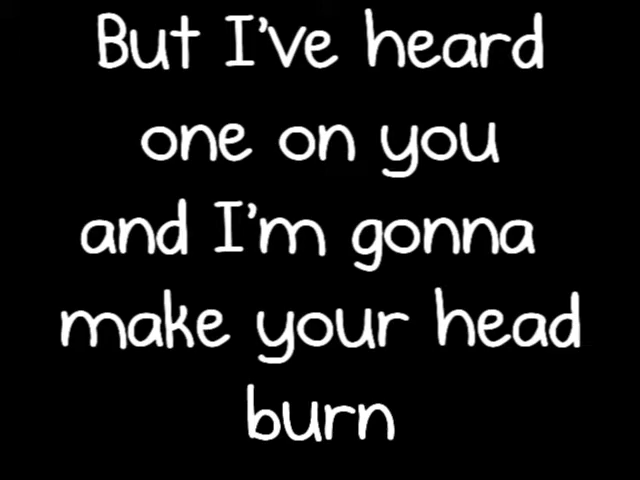 But I've heard
one on you
and I'm gonna
make your head
burn